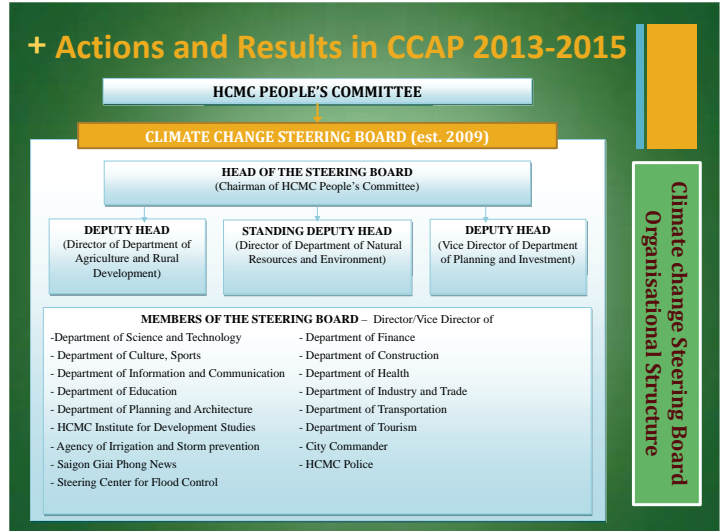 + Actions and Results in CCAP 2013-2015
HCMC PEOPLE'S COMMITTEE
CLIMATE CHANGE STEERING BOARD (est. 2009)
HEAD OF THE STEERING BOARD
(Chairman of HCMC People's Committee)
DEPUTY HEAD
(Director of Department of
Agriculture and Rural
Development)
STANDING DEPUTY HEAD
(Director of Department of Natural
Resources and Environment)
DEPUTY HEAD
(Vice Director of Department
of Planning and Investment)
MEMBERS OF THE STEERING BOARD – Director/Vice Director of
-Department of Science and Technology
- Department of Culture, Sports
- Department of Information and Communication
- Department of Education
- Department of Planning and Architecture
- HCMC Institute for Development Studies
- Agency of Irrigation and Storm prevention
- Saigon Giai Phong News
- Steering Center for Flood Control
- Department of Finance
- Department of Construction
- Department of Health
- Department of Industry and Trade
- Department of Transportation
- Department of Tourism
- City Commander
- HCMC Police
Climate change Steering Board
Organisational Structure